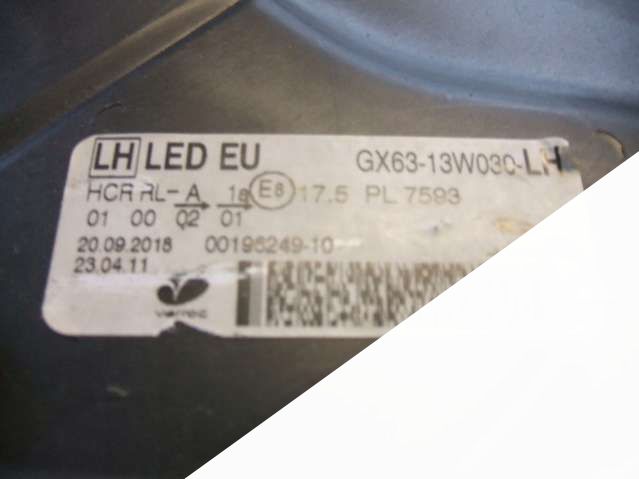 LH LED EU GX63-13W030-LH
HCR RL- A 1a E8 17.5 PL 7593
01 00 02 01
20.09.2018 00196249-10
23.04.11